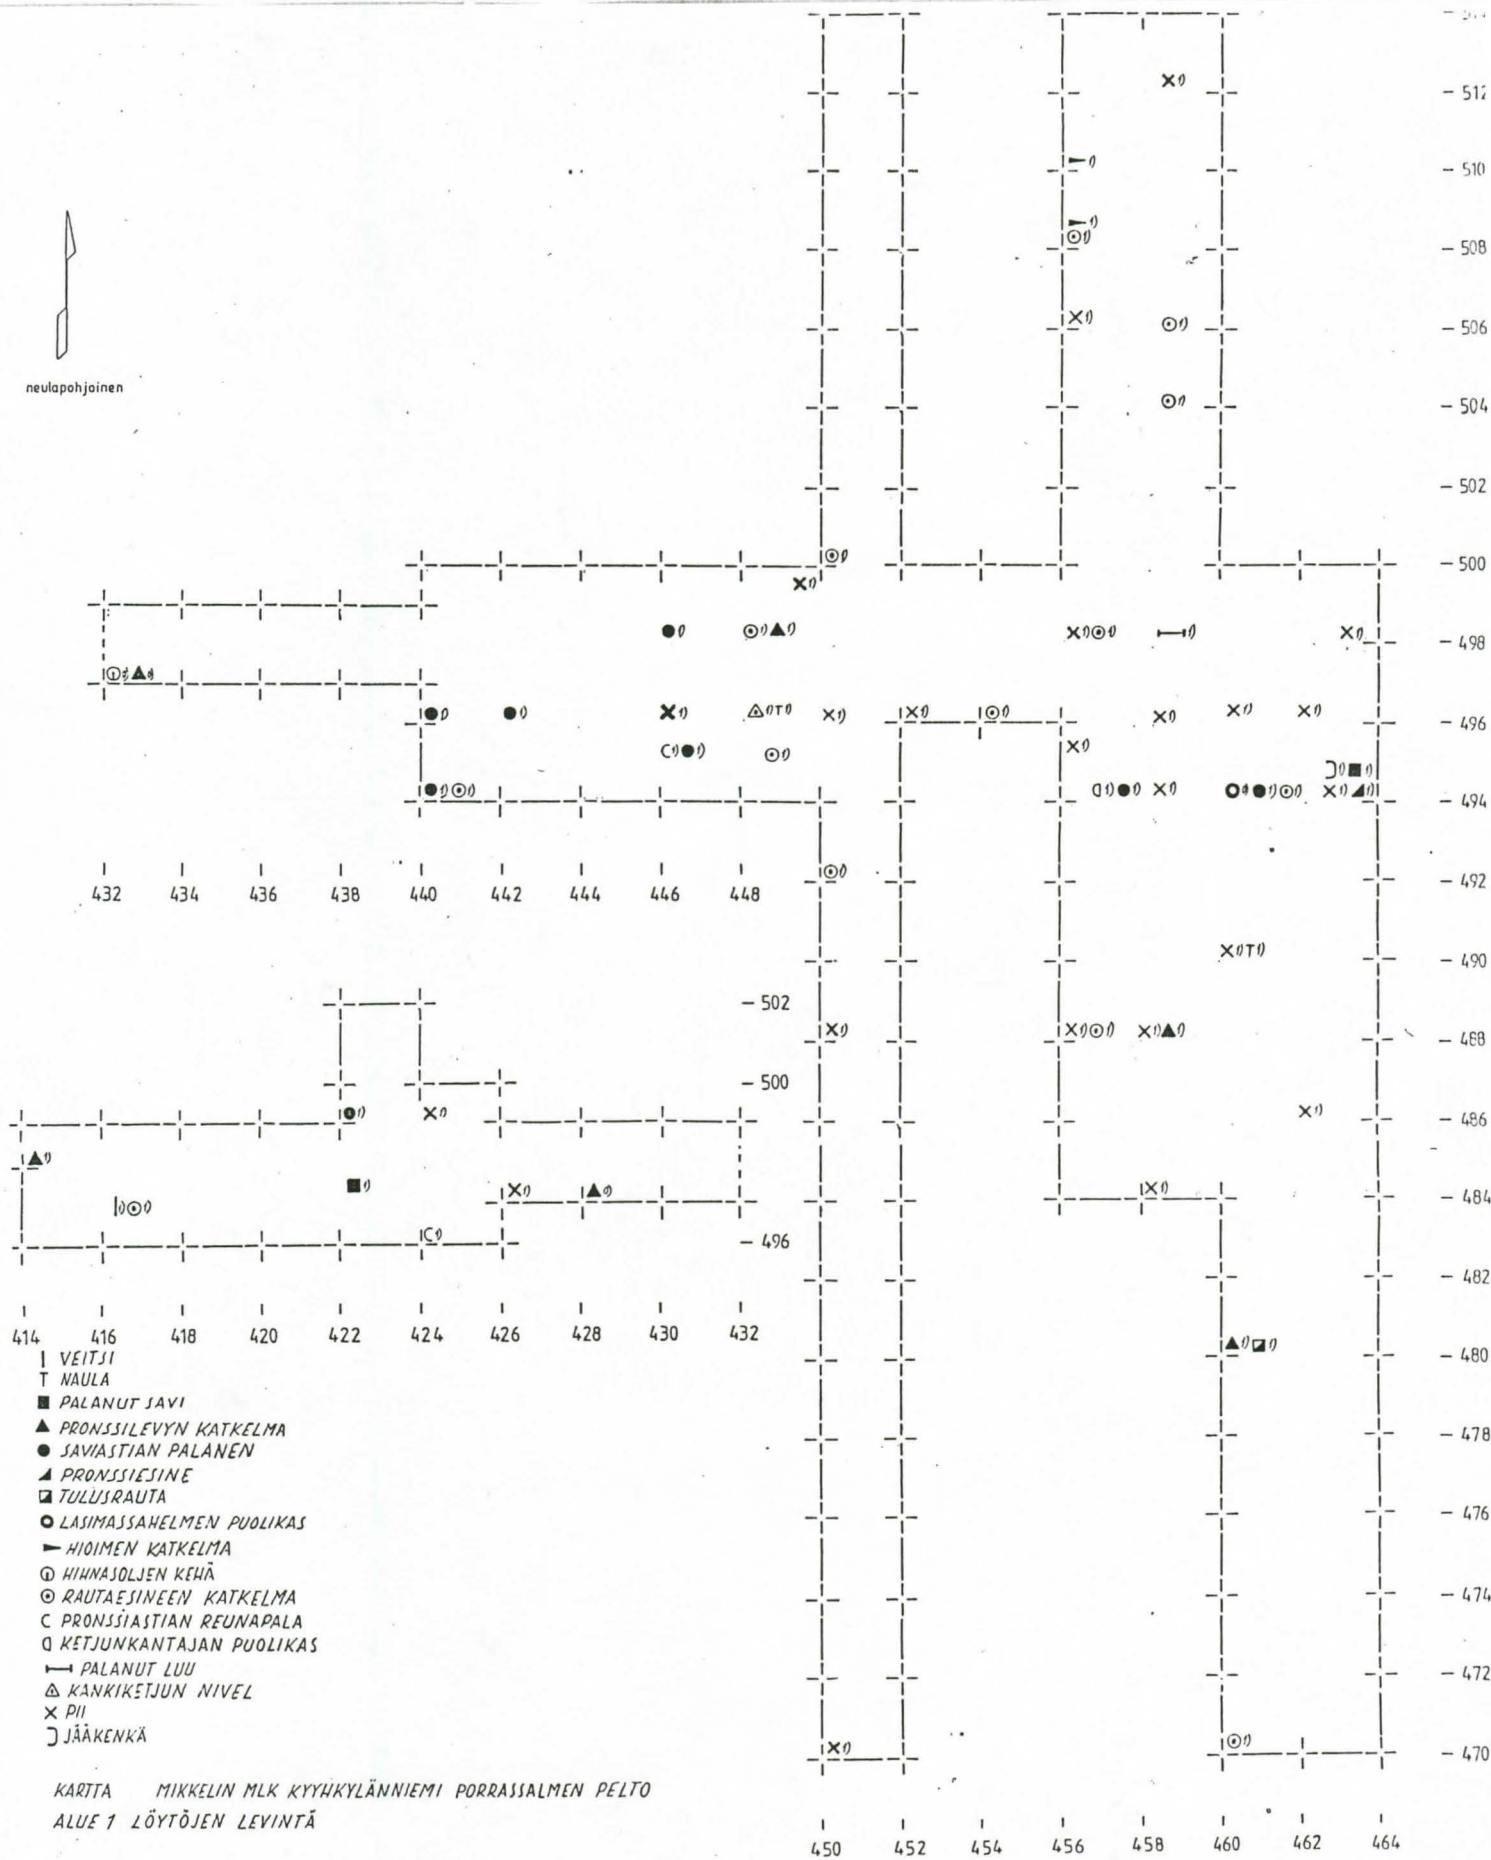 512
510
508
506
504
502
500
498
496
494
492
490
488
486
484
482
480
478
476
474
472
470
neulapohjoinen
432 434 436 438 440 442 444 446 448
502
500
496
414 416 418 420 422 424 426 428 430 432
VEITSI
T NAULA
PALANUT SAVI
PRONSSILEVYN KATKELMA
SAVIASTIAN PALANEN
PRONSSIESINE
TULUSRAUTA
LASIMASSAHELMEN PUOLIKAS
HIOIMEN KATKELMA
HIHNASOLJEN KEHÄ
RAUTAESINEEN KATKELMA
PRONSSIASTIAN REUNAPALA
KETJUNKANTAJAN PUOLIKAS
PALANUT LUU
KANKIKETJUN NIVEL
PII
JÄÄKENKÄ
KARTTA MIKKELIN MLK KYYHKYLÄNNIEMI PORRASSALMEN PELTO
ALUE 1 LÖYTÖJEN LEVINTÄ
450 452 454 456 458 460 462 464